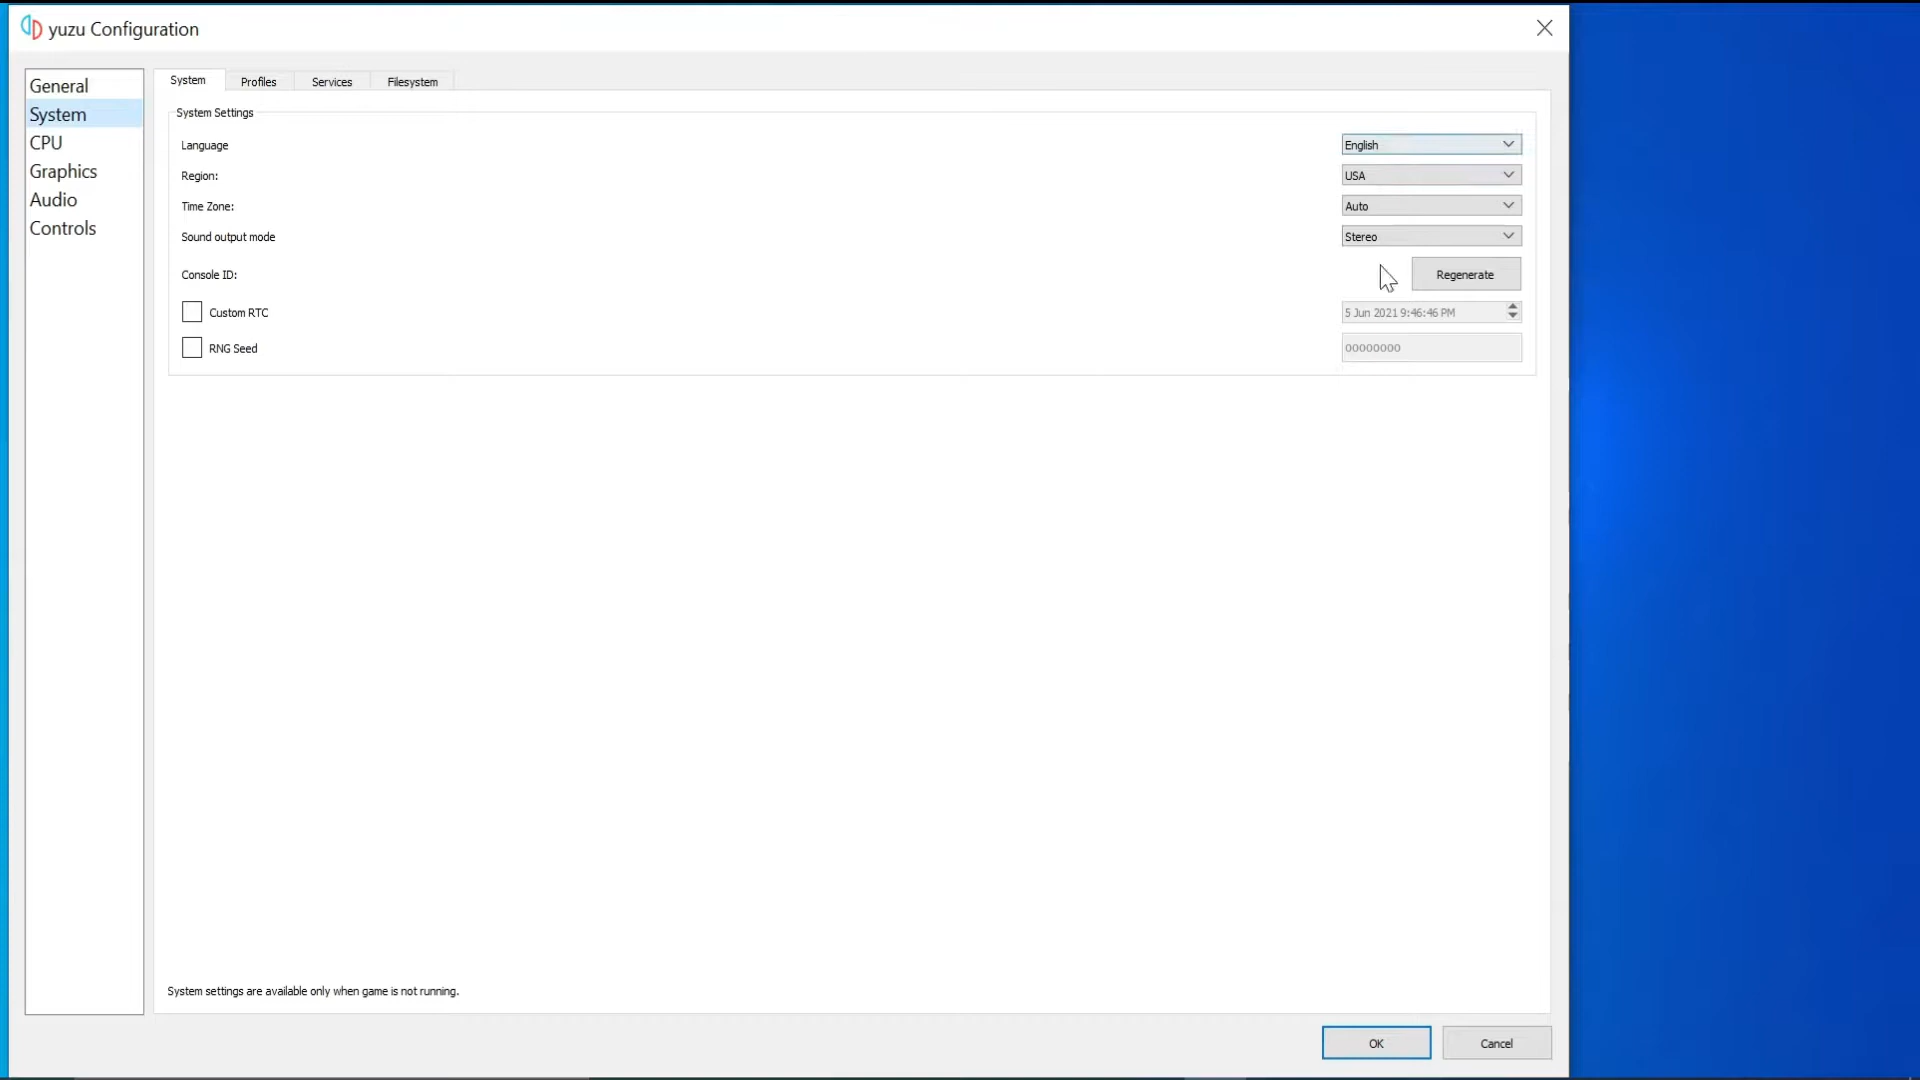 yuzu Configuration
General
System
CPU
Graphics
Audio
Controls
System Profiles Services Filesystem
System Settings
Language English
Region: USA
Time Zone: Auto
Sound output mode Stereo
Console ID: Regenerate
Custom RTC 5 Jun 2021 9:46:46 PM
RNG Seed 00000000
System settings are available only when game is not running.
OK Cancel